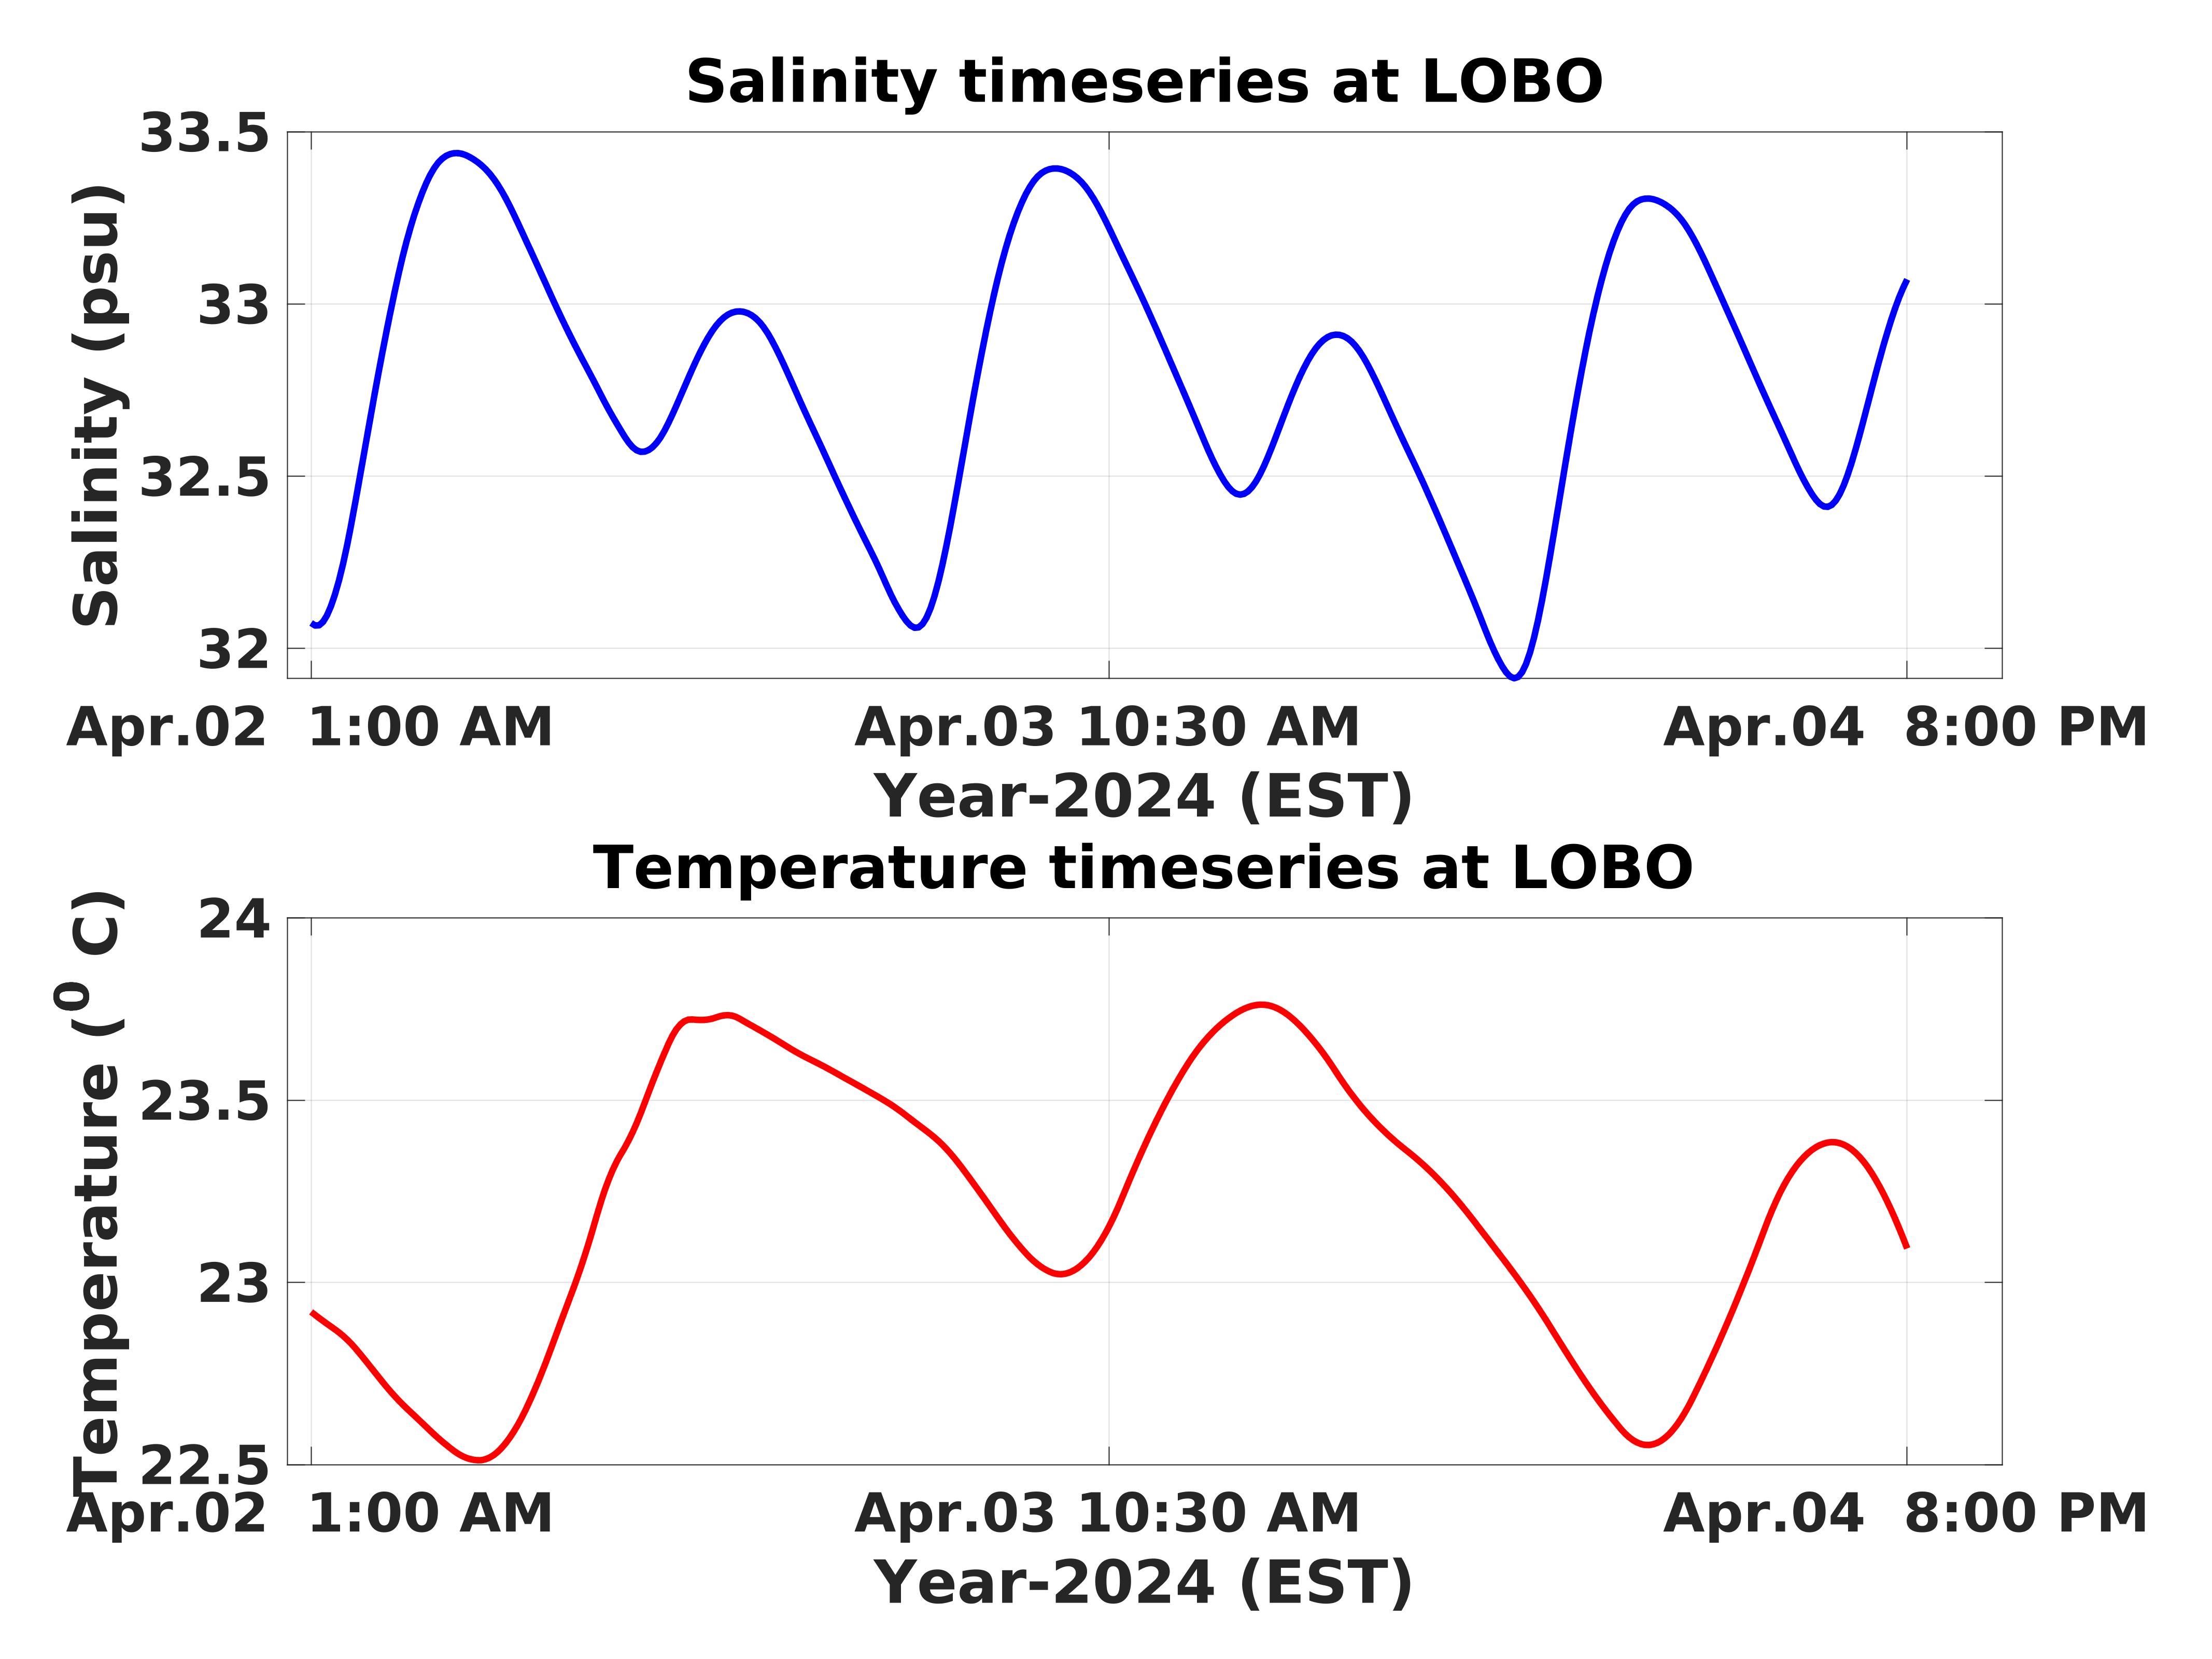 Salinity timeseries at LOBO
Salinity (psu)
33.5
33
32.5
32
Apr.02 1:00 AM
Apr.03 10:30 AM
Apr.04 8:00 PM
Year-2024 (EST)
Temperature timeseries at LOBO
Temperature (⁰ C)
24
23.5
23
22.5
Apr.02 1:00 AM
Apr.03 10:30 AM
Apr.04 8:00 PM
Year-2024 (EST)